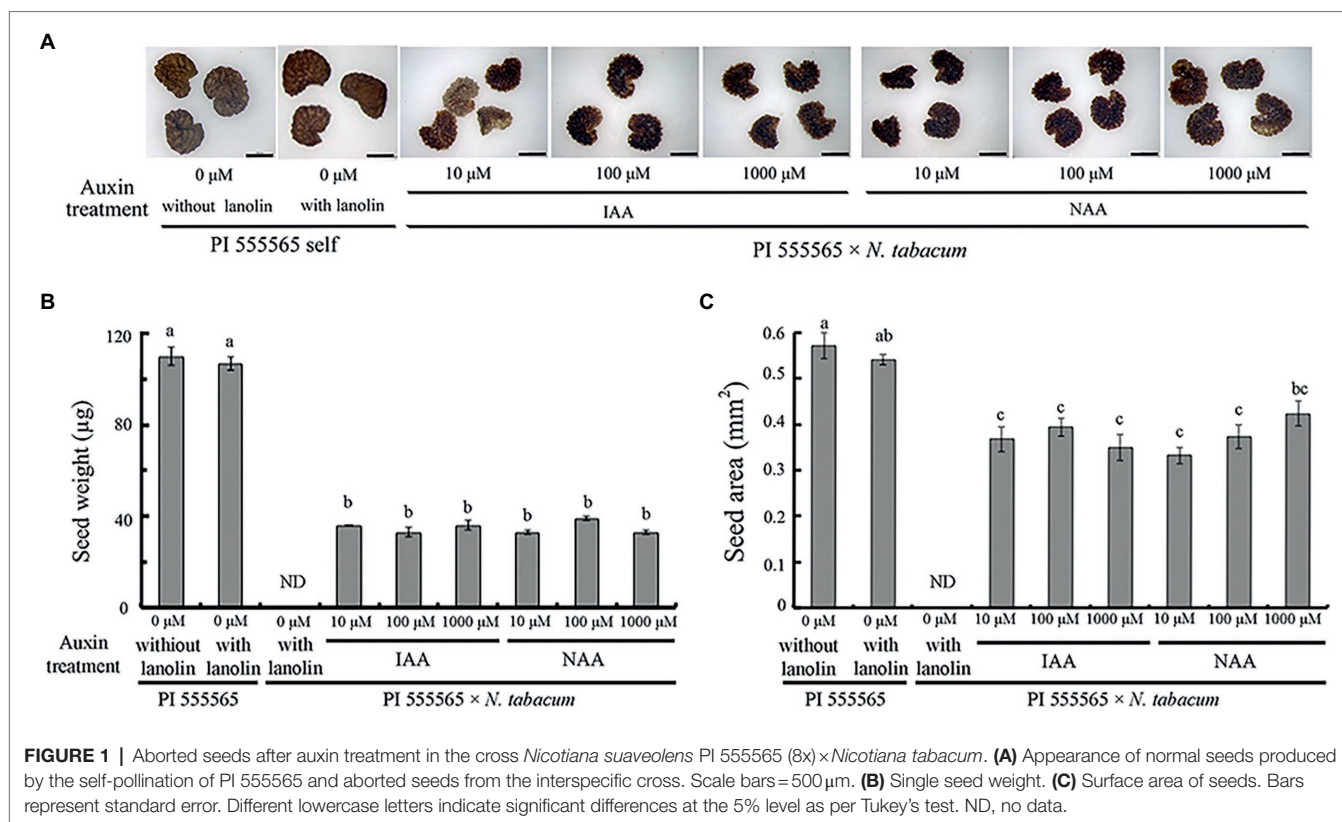 A
0 μM 0 μM 10 μM 100 μM 1000 μM 10 μM 100 μM 1000 μM
Auxin
treatment
without lanolin with lanolin IAA NAA
PI 555565 self PI 555565 × N. tabacum
B
Seed weight (μg)
120
80
40
0
a a ND b b b b b b
0 μM 0 μM 0 μM 10 μM 100 μM 1000 μM 10 μM 100 μM 1000 μM
Auxin
treatment
withiout
lanolin
with
lanolin
with
lanolin
IAA NAA
PI 555565 PI 555565 × N. tabacum
C
Seed area (mm2)
0.6
0.5
0.4
0.3
0.2
0.1
0
a ab ND c c c c c bc
0 μM 0 μM 0 μM 10 μM 100 μM 1000 μM 10 μM 100 μM 1000 μM
without
lanolin
with
lanolin
with
lanolin
IAA NAA
PI 555565 PI 555565 × N. tabacum
FIGURE 1 | Aborted seeds after auxin treatment in the cross Nicotiana suaveolens PI 555565 (8x) × Nicotiana tabacum. (A) Appearance of normal seeds produced
by the self-pollination of PI 555565 and aborted seeds from the interspecific cross. Scale bars = 500 μm. (B) Single seed weight. (C) Surface area of seeds. Bars
represent standard error. Different lowercase letters indicate significant differences at the 5% level as per Tukey's test. ND, no data.